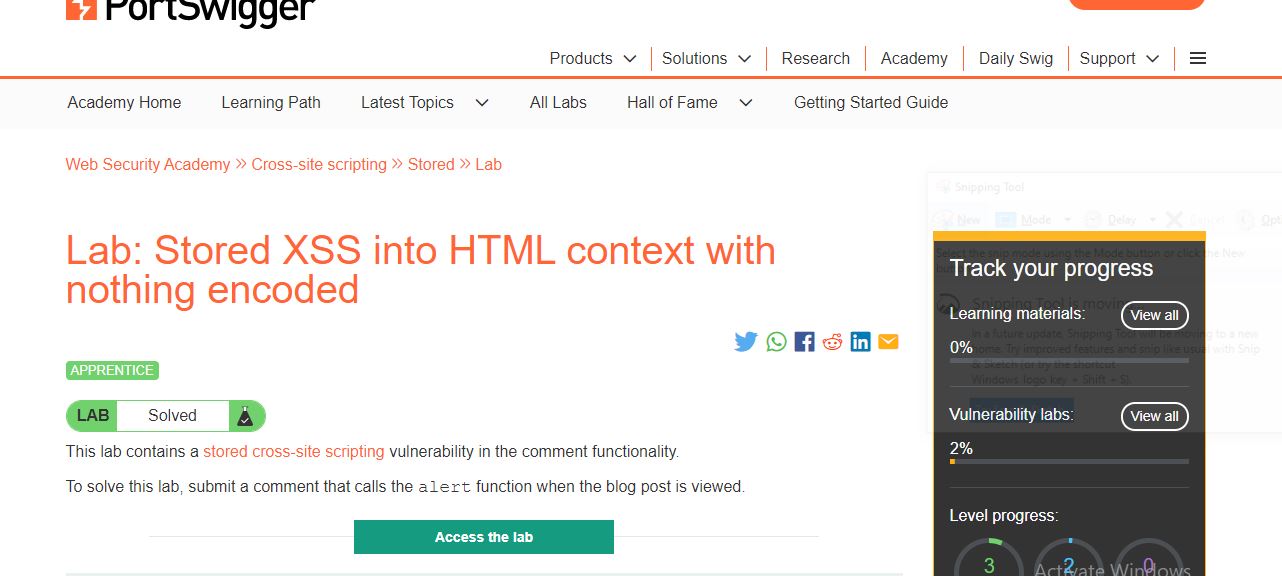 PortSwigger
Products Solutions Research Academy Daily Swig Support
Academy Home Learning Path Latest Topics All Labs Hall of Fame Getting Started Guide
Web Security Academy » Cross-site scripting » Stored » Lab
Lab: Stored XSS into HTML context with
nothing encoded
APPRENTICE
LAB Solved
This lab contains a stored cross-site scripting vulnerability in the comment functionality.
To solve this lab, submit a comment that calls the alert function when the blog post is viewed.
Access the lab
Snipping Tool
New Mode Delay Cancel
Select the snip mode using the Mode button or click the New
Track your progress
Snipping Tool is moving
Learning materials: View all
In a future update, Snipping Tool will be moving to a new
0%
home. Try improved features and snip like usual with Snip
& Sketch (or try the shortcut
Windows logo key + Shift + S).
Vulnerability labs: View all
2%
Level progress:
3 2 0
Activate Windows